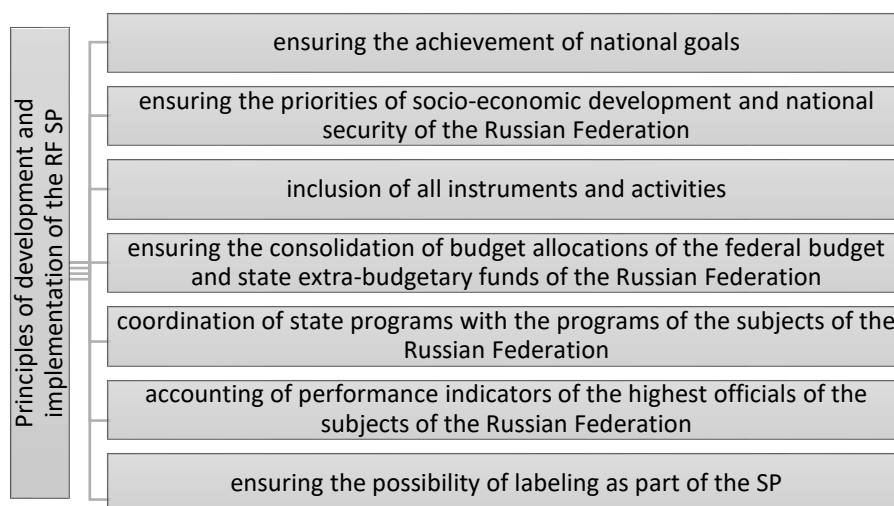 Principles of development and
implementation of the RF SP
ensuring the achievement of national goals
ensuring the priorities of socio-economic development and national
security of the Russian Federation
inclusion of all instruments and activities
ensuring the consolidation of budget allocations of the federal budget
and state extra-budgetary funds of the Russian Federation
coordination of state programs with the programs of the subjects of the
Russian Federation
accounting of performance indicators of the highest officials of the
subjects of the Russian Federation
ensuring the possibility of labeling as part of the SP